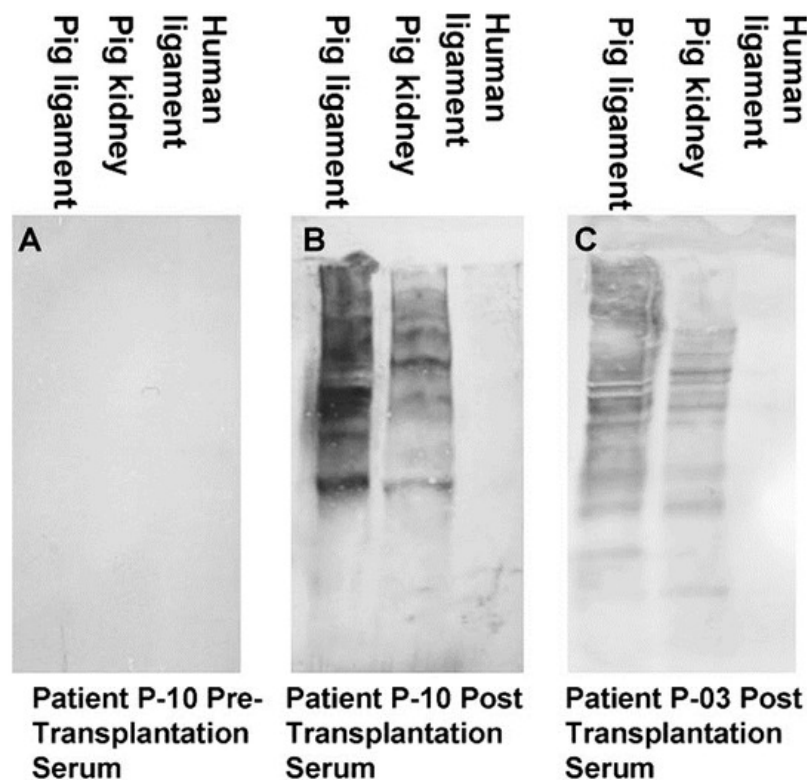 Pig ligament
Pig kidney
Human
ligament
Pig ligament
Pig kidney
Human
ligament
Pig ligament
Pig kidney
Human
ligament
A
B
C
Patient P-10 Pre-
Transplantation
Serum
Patient P-10 Post
Transplantation
Serum
Patient P-03 Post
Transplantation
Serum